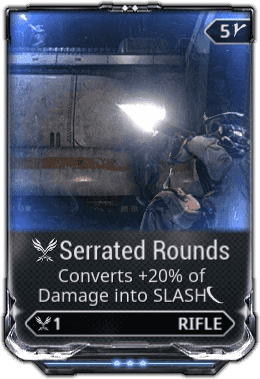 5
Serrated Rounds
Converts +20% of
Damage into SLASH
1 RIFLE